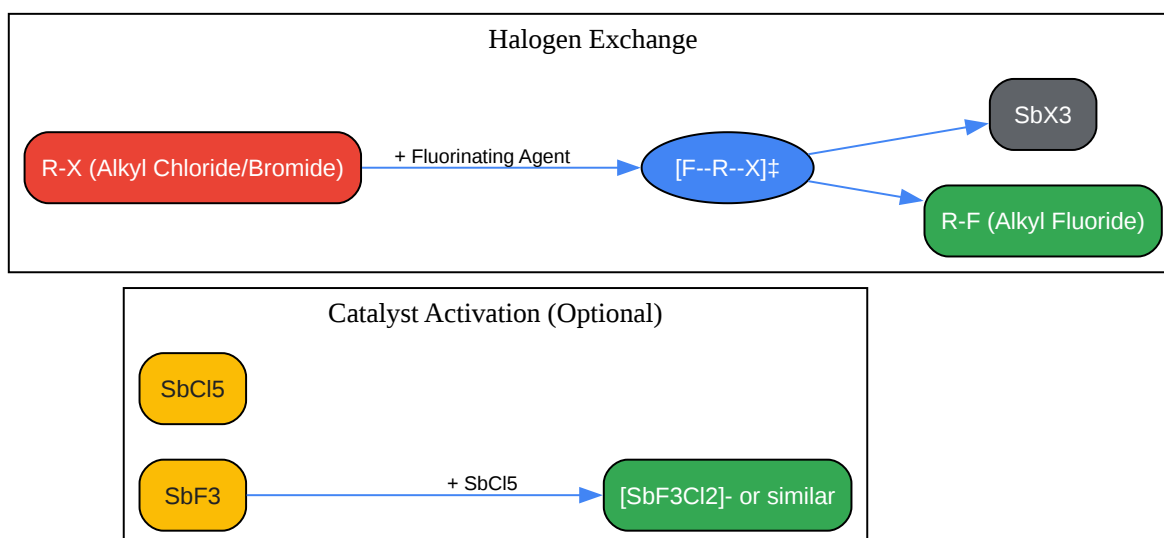 Halogen Exchange
SbX3
R-X (Alkyl Chloride/Bromide)
+ Fluorinating Agent
[F--R--X]‡
R-F (Alkyl Fluoride)
Catalyst Activation (Optional)
SbCl5
SbF3
+ SbCl5
[SbF3Cl2]- or similar